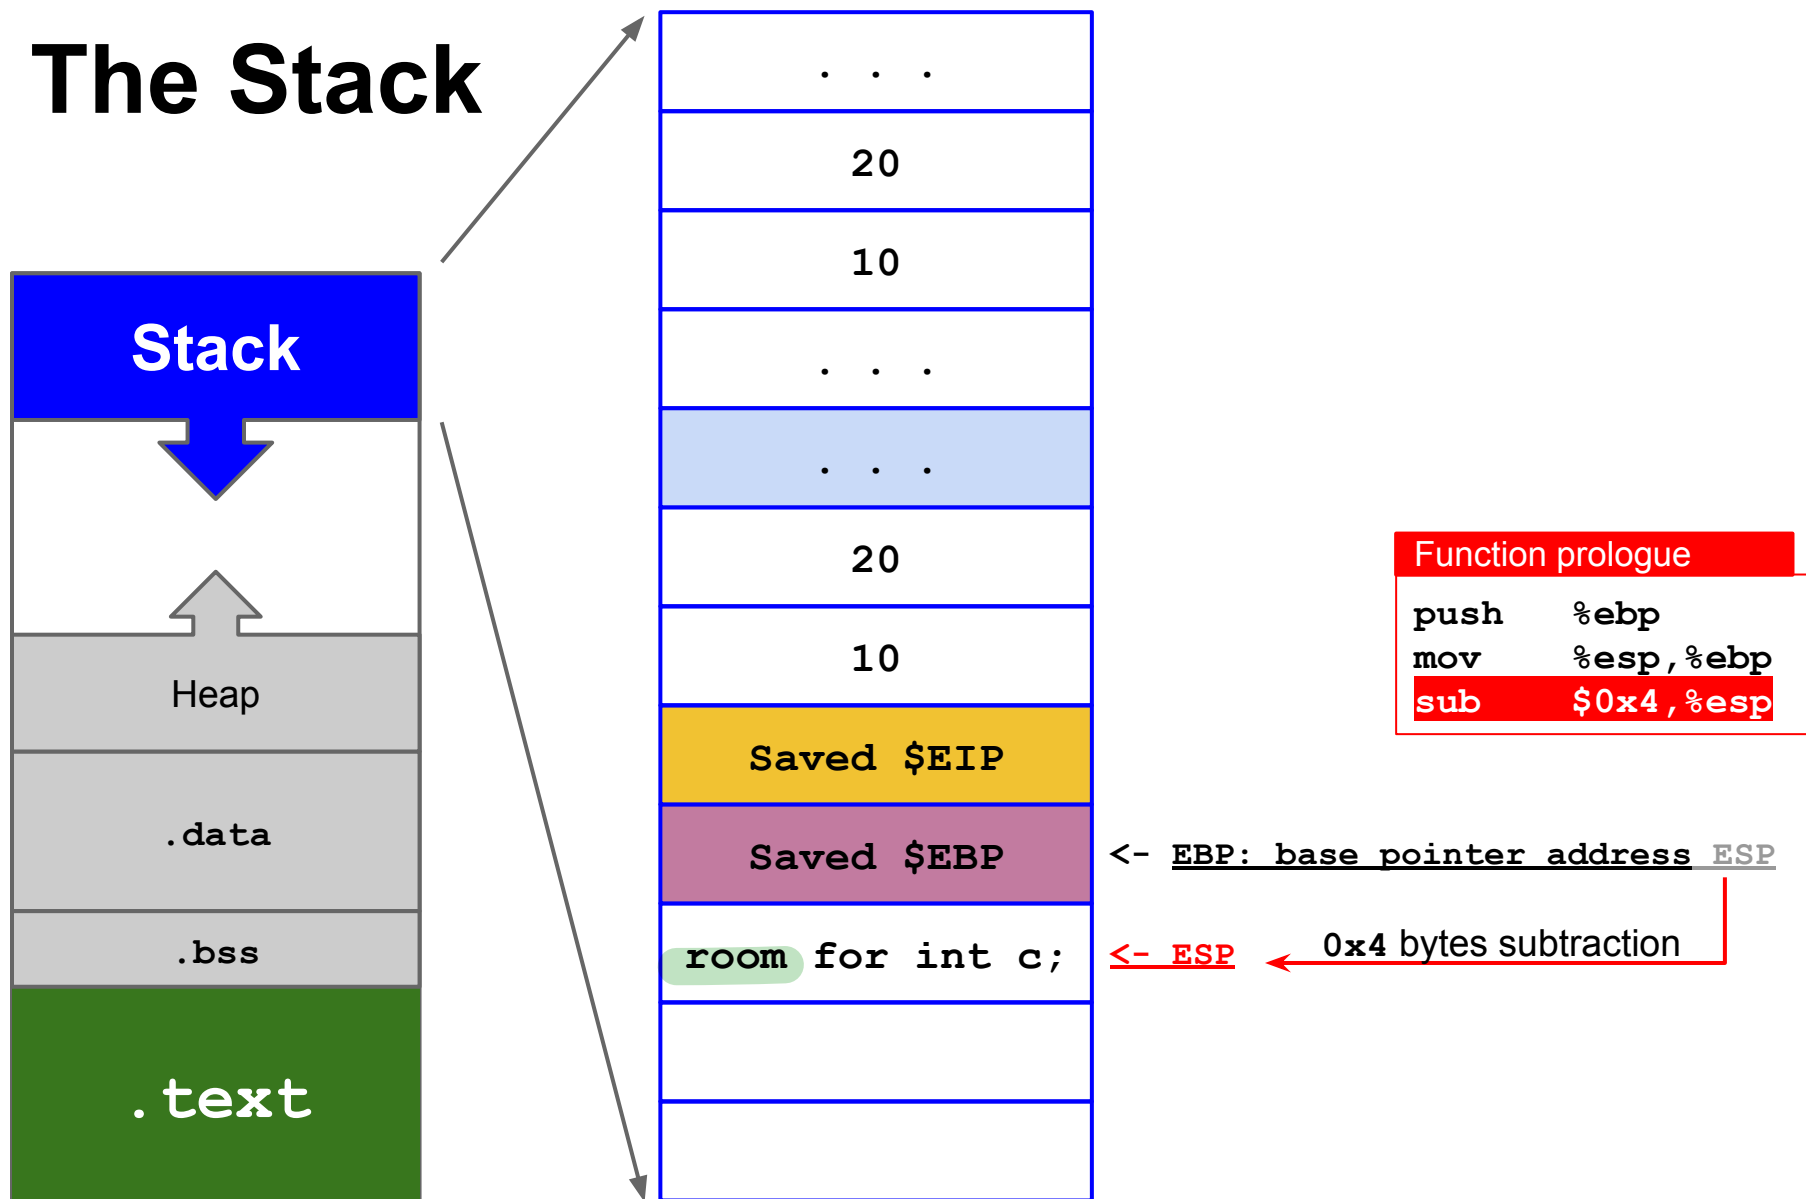 The Stack
Stack
Heap
.data
.bss
.text
. . .
20
10
. . .
. . .
20
10
Saved $EIP
Saved $EBP
room for int c;
<- EBP: base pointer address ESP
<- ESP
0x4 bytes subtraction
Function prologue
push %ebp
mov %esp,%ebp
sub $0x4,%esp